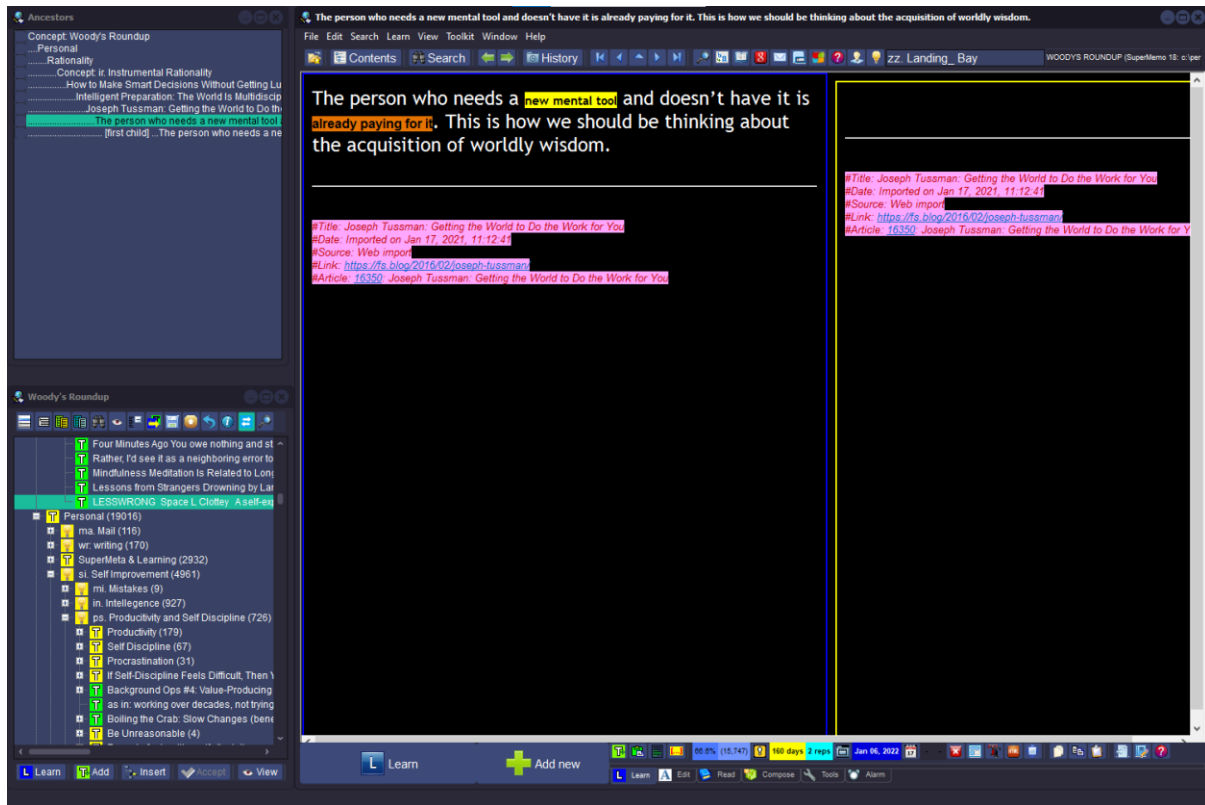 Ancestors
Concept: Woody's Roundup
....Personal
........Rationality
............Concept: ir. Instrumental Rationality
................How to Make Smart Decisions Without Getting Lu
....................Intelligent Preparation: The World Is Multidiscip
........................Joseph Tussman: Getting the World to Do th
............................The person who needs a new mental tool
................................[first child] ...The person who needs a ne
The person who needs a new mental tool and doesn't have it is already paying for it. This is how we should be thinking about the acquisition of worldly wisdom.
File Edit Search Learn View Toolkit Window Help
Contents Search History zz. Landing_ Bay WOODYS ROUNDUP (SuperMemo 18: c:\per
The person who needs a new mental tool and doesn't have it is
already paying for it. This is how we should be thinking about
the acquisition of worldly wisdom.
#Title: Joseph Tussman: Getting the World to Do the Work for You
#Date: Imported on Jan 17, 2021, 11:12:41
#Source: Web import
#Link: https://fs.blog/2016/02/joseph-tussman/
#Article: 16350: Joseph Tussman: Getting the World to Do the Work for You
#Title: Joseph Tussman: Getting the World to Do the Work for You
#Date: Imported on Jan 17, 2021, 11:12:41
#Source: Web import
#Link: https://fs.blog/2016/02/joseph-tussman/
#Article: 16350: Joseph Tussman: Getting the World to Do the Work for Y
Woody's Roundup
Four Minutes Ago You owe nothing and st
Rather, I'd see it as a neighboring error to
Mindfulness Meditation Is Related to Long
Lessons from Strangers Drowning by Lar
LESSWRONG Space L Clottey A self-exp
Personal (19016)
ma. Mail (116)
wr. writing (170)
SuperMeta & Learning (2932)
si. Self Improvement (4961)
mi. Mistakes (9)
in. Intellegence (927)
ps. Producitivity and Self Discipline (726)
Productivity (179)
Self Discipline (67)
Procrastination (31)
If Self-Discipline Feels Difficult, Then Y
Background Ops #4: Value-Producing
as in: working over decades, not trying
Boiling the Crab: Slow Changes (bene
Be Unreasonable (4)
Learn Add Insert Accept View
Learn Add new
66.6% (15,747) 160 days 2 reps Jan 06, 2022
Learn Edit Read Compose Tools Alarm